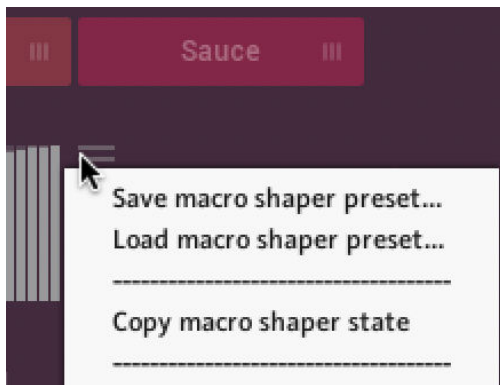 Sauce
Save macro shaper preset...
Load macro shaper preset...
-------------------------------------
Copy macro shaper state
-------------------------------------